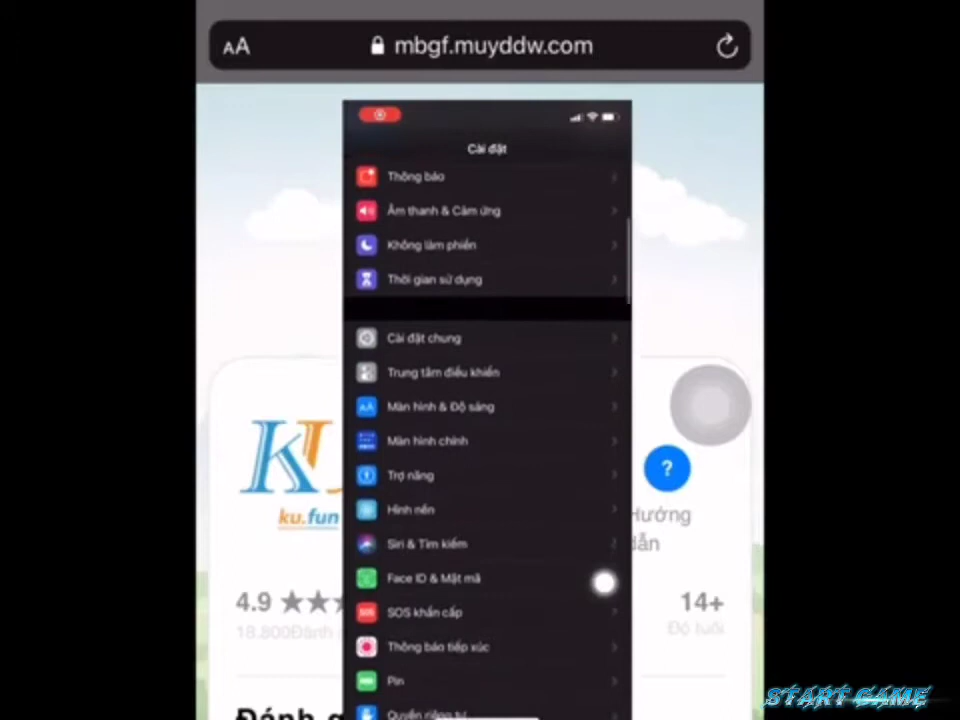 AA mbgf.muyddw.com
Cài đặt
Thông báo
Âm thanh & Cảm ứng
Không làm phiền
Thời gian sử dụng
Cài đặt chung
Trung tâm điều khiển
Màn hình & Độ sáng
Màn hình chính
Trợ năng
Hình nền
Siri & Tìm kiếm
Face ID & Mật mã
SOS SOS khẩn cấp
Thông báo tiếp xúc
Pin
Quyền riêng tư
KU
ku.fun
?
Hướng
dẫn
4.9 ★★★
18.800Đánh
14+
Độ tuổi
Đánh g
START GAME